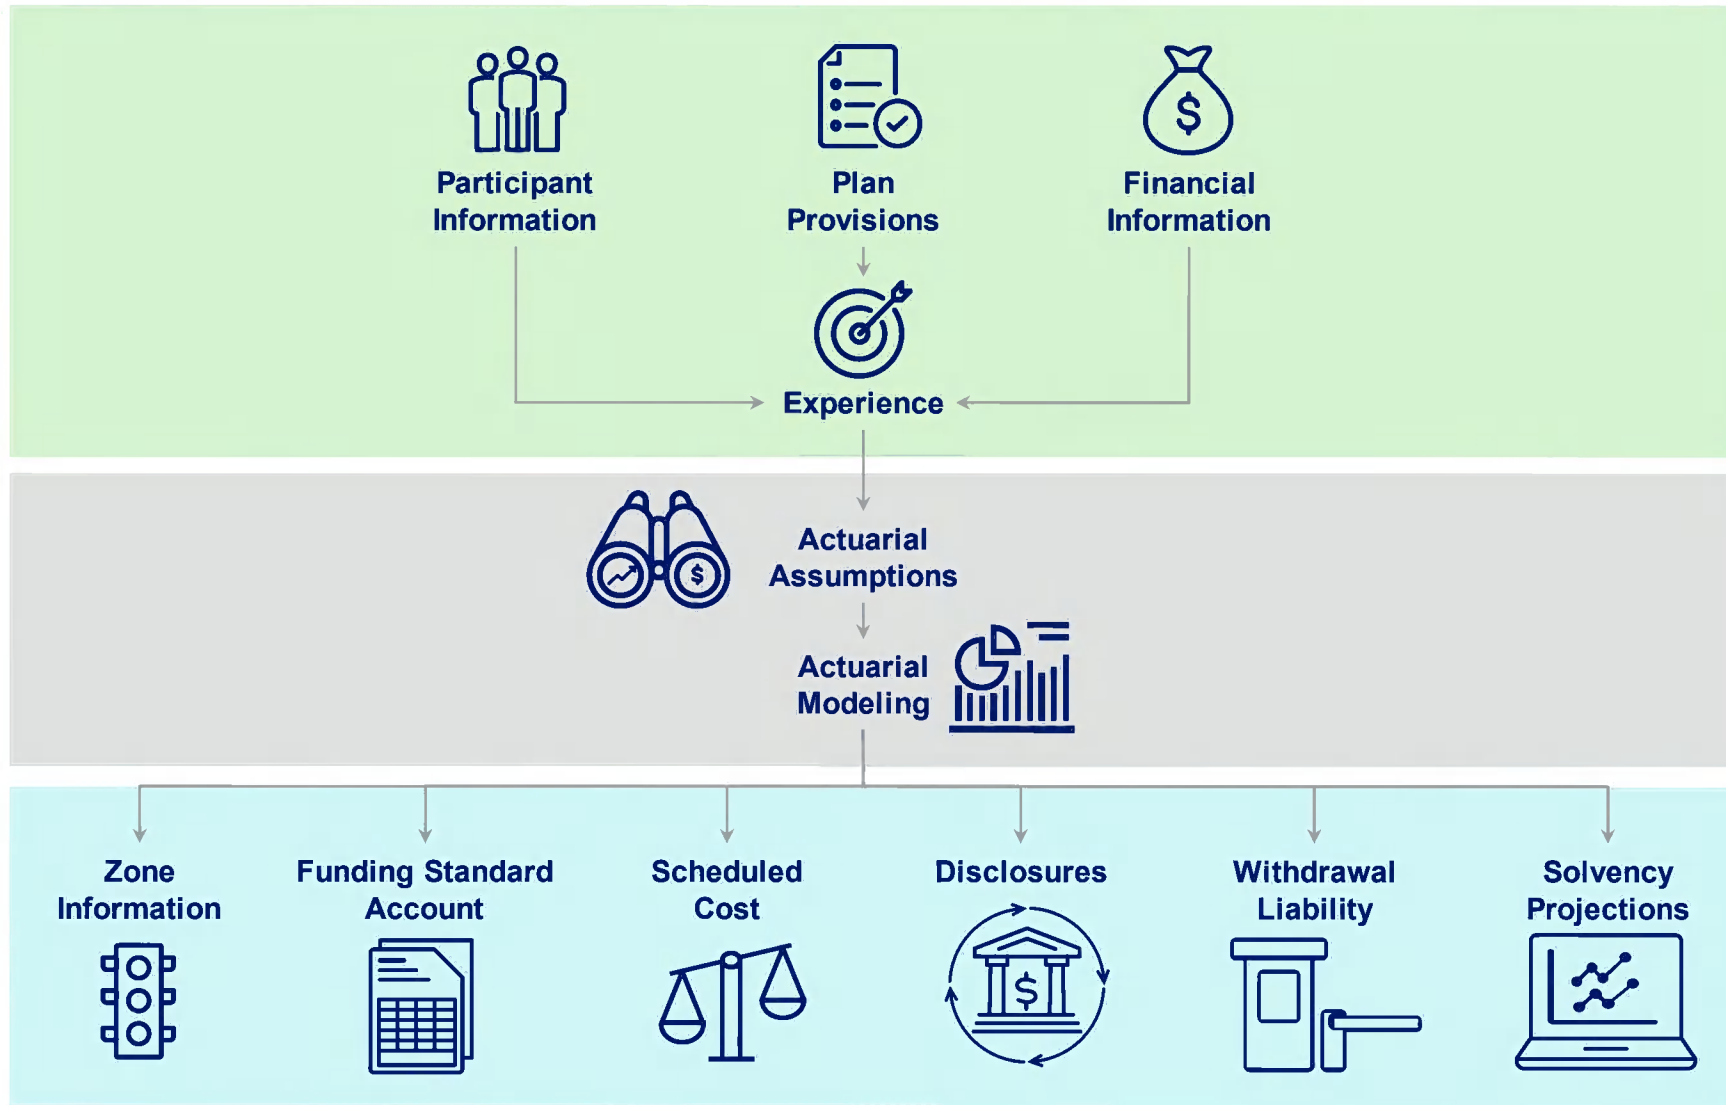 Participant
Information
Plan
Provisions
Financial
Information
$
Experience
$
Actuarial
Assumptions
Actuarial
Modeling
Zone
Information
Funding Standard
Account
Scheduled
Cost
Disclosures
$
Withdrawal
Liability
Solvency
Projections